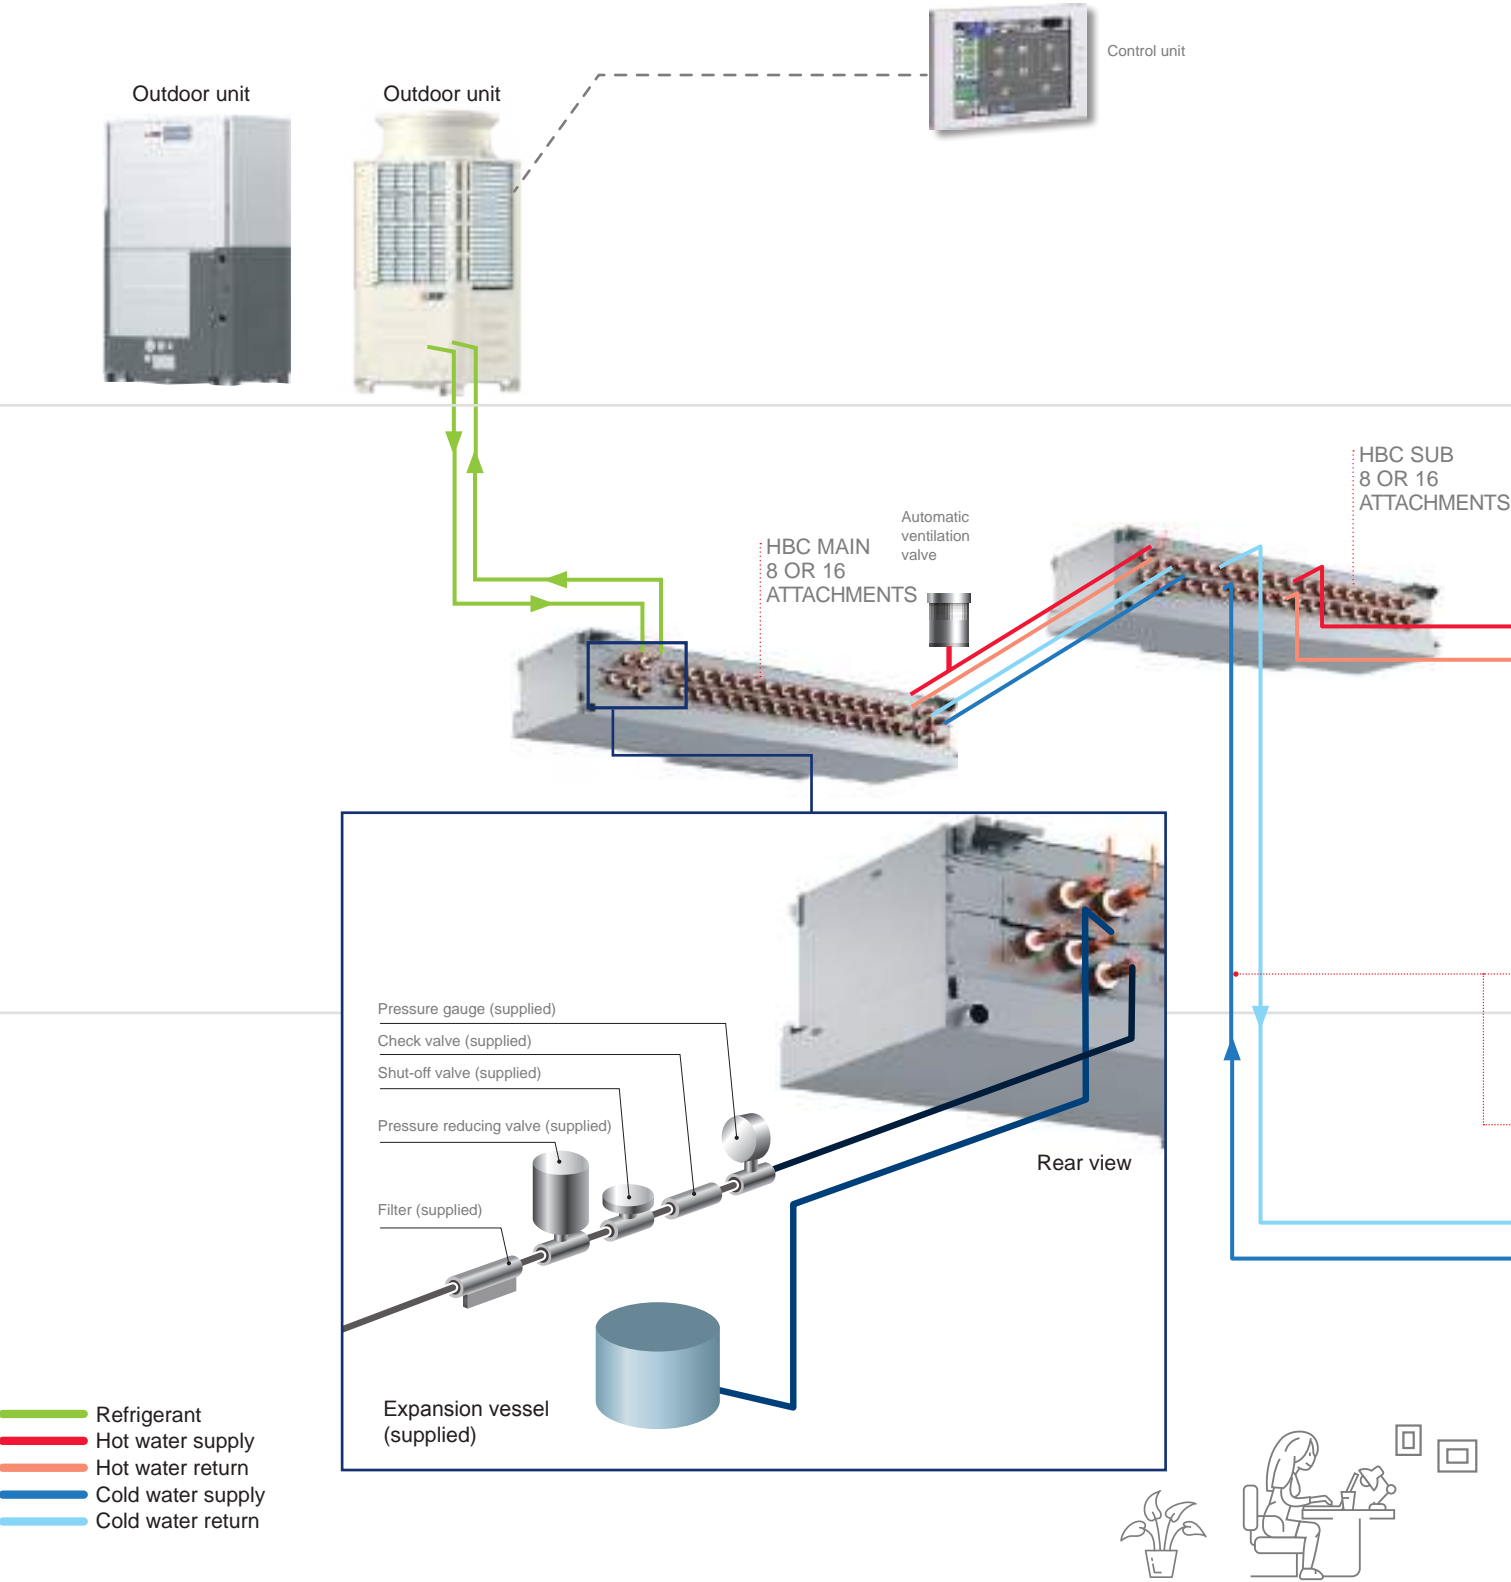 Control unit
Outdoor unit
Outdoor unit
HBC SUB
8 OR 16
ATTACHMENTS
Automatic
ventilation
valve
HBC MAIN
8 OR 16
ATTACHMENTS
Pressure gauge (supplied)
Check valve (supplied)
Shut-off valve (supplied)
Pressure reducing valve (supplied)
Rear view
Filter (supplied)
Expansion vessel
(supplied)
Refrigerant
Hot water supply
Hot water return
Cold water supply
Cold water return